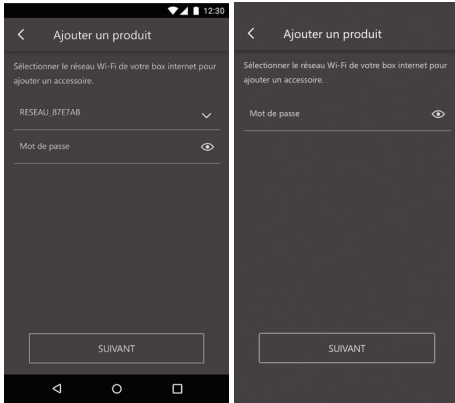 12:30
Ajouter un produit
Sélectionner le réseau Wi-Fi de votre box internet pour
ajouter un accessoire.
RESEAU_87E7AB
Mot de passe
SUIVANT
Ajouter un produit
Sélectionner le réseau Wi-Fi de votre box internet pour
ajouter un accessoire.
Mot de passe
SUIVANT